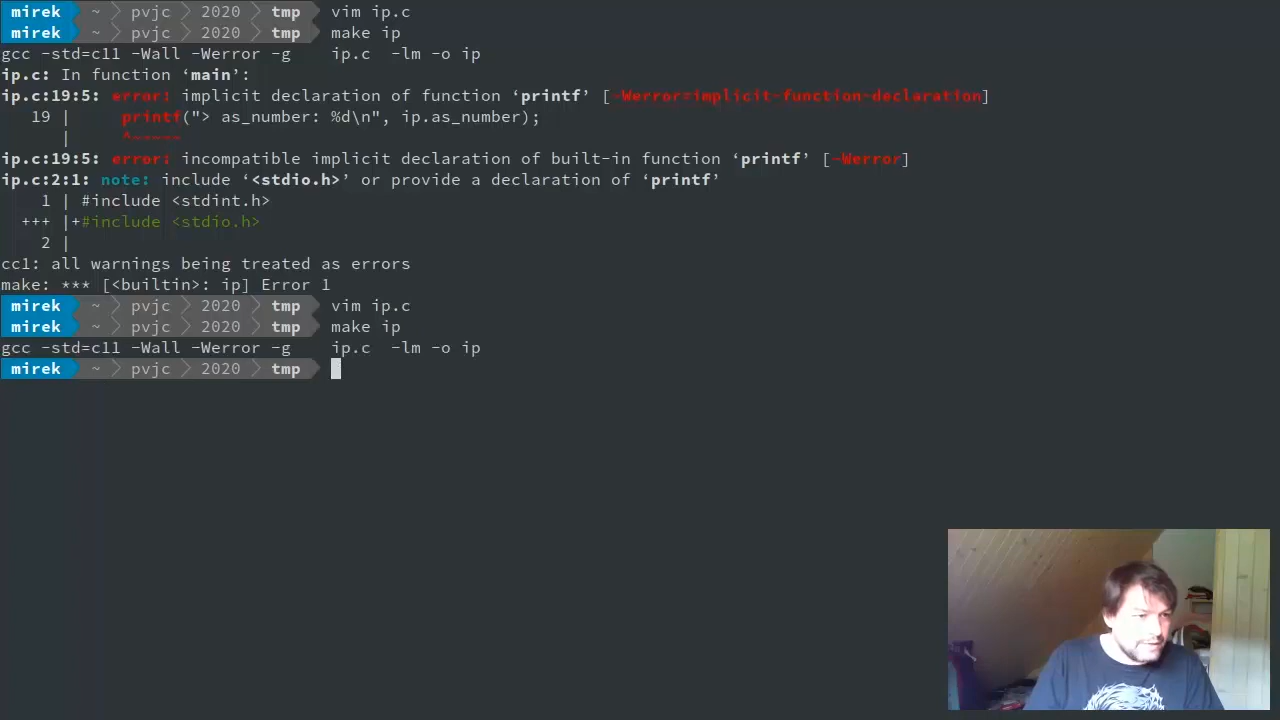 mirek ~ pvjc 2020 tmp vim ip.c
mirek ~ pvjc 2020 tmp make ip
gcc -std=c11 -Wall -Werror -g ip.c -lm -o ip
ip.c: In function ‘main’:
ip.c:19:5: error: implicit declaration of function ‘printf’ [-Werror=implicit-function-declaration]
19 | printf("> as_number: %d\n", ip.as_number);
| ^~~~~~
ip.c:19:5: error: incompatible implicit declaration of built-in function ‘printf’ [-Werror]
ip.c:2:1: note: include ‘<stdio.h>’ or provide a declaration of ‘printf’
1 | #include <stdint.h>
+++ |+#include <stdio.h>
2 |
cc1: all warnings being treated as errors
make: *** [<builtin>: ip] Error 1
mirek ~ pvjc 2020 tmp vim ip.c
mirek ~ pvjc 2020 tmp make ip
gcc -std=c11 -Wall -Werror -g ip.c -lm -o ip
mirek ~ pvjc 2020 tmp